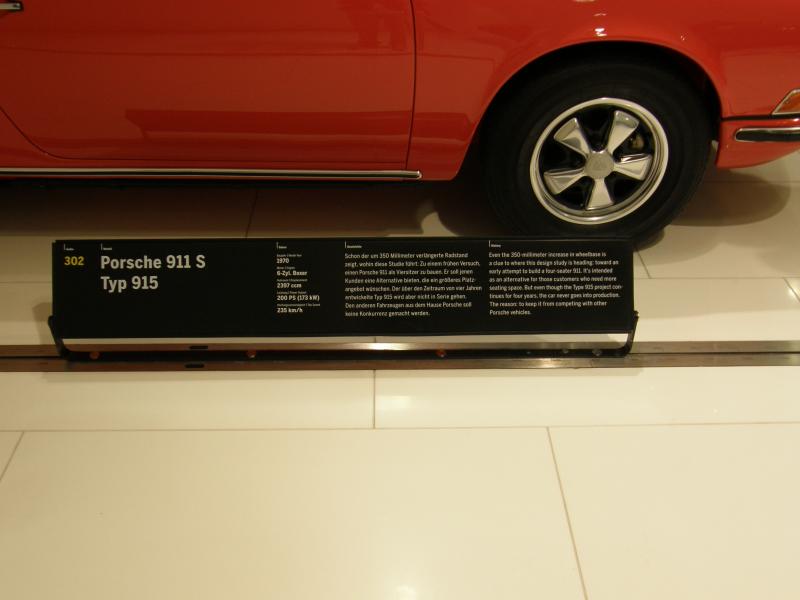 302
Porsche 911 S
Typ 915
1970
6-Zyl. Boxer
2397 ccm
200 PS (173 kW)
235 km/h
Schon der um 350 Millimeter verlängerte Radstand
zeigt, wohin diese Studie führt: Zu einem frühen Versuch,
einen Porsche 911 als Viersitzer zu bauen. Er soll jenen
Kunden eine Alternative bieten, die ein größeres Platz-
angebot wünschen. Der über den Zeitraum von vier Jahren
entwickelte Typ 915 wird aber nicht in Serie gehen.
Den anderen Fahrzeugen aus dem Hause Porsche soll
keine Konkurrenz gemacht werden.
Even the 350-millimeter increase in wheelbase is
a clue to where this design study is heading: toward an
early attempt to build a four-seater 911. It's intended
as an alternative for those customers who need more
seating space. But even though the Type 915 project con-
tinues for four years, the car never goes into production.
The reason: to keep it from competing with other
Porsche vehicles.